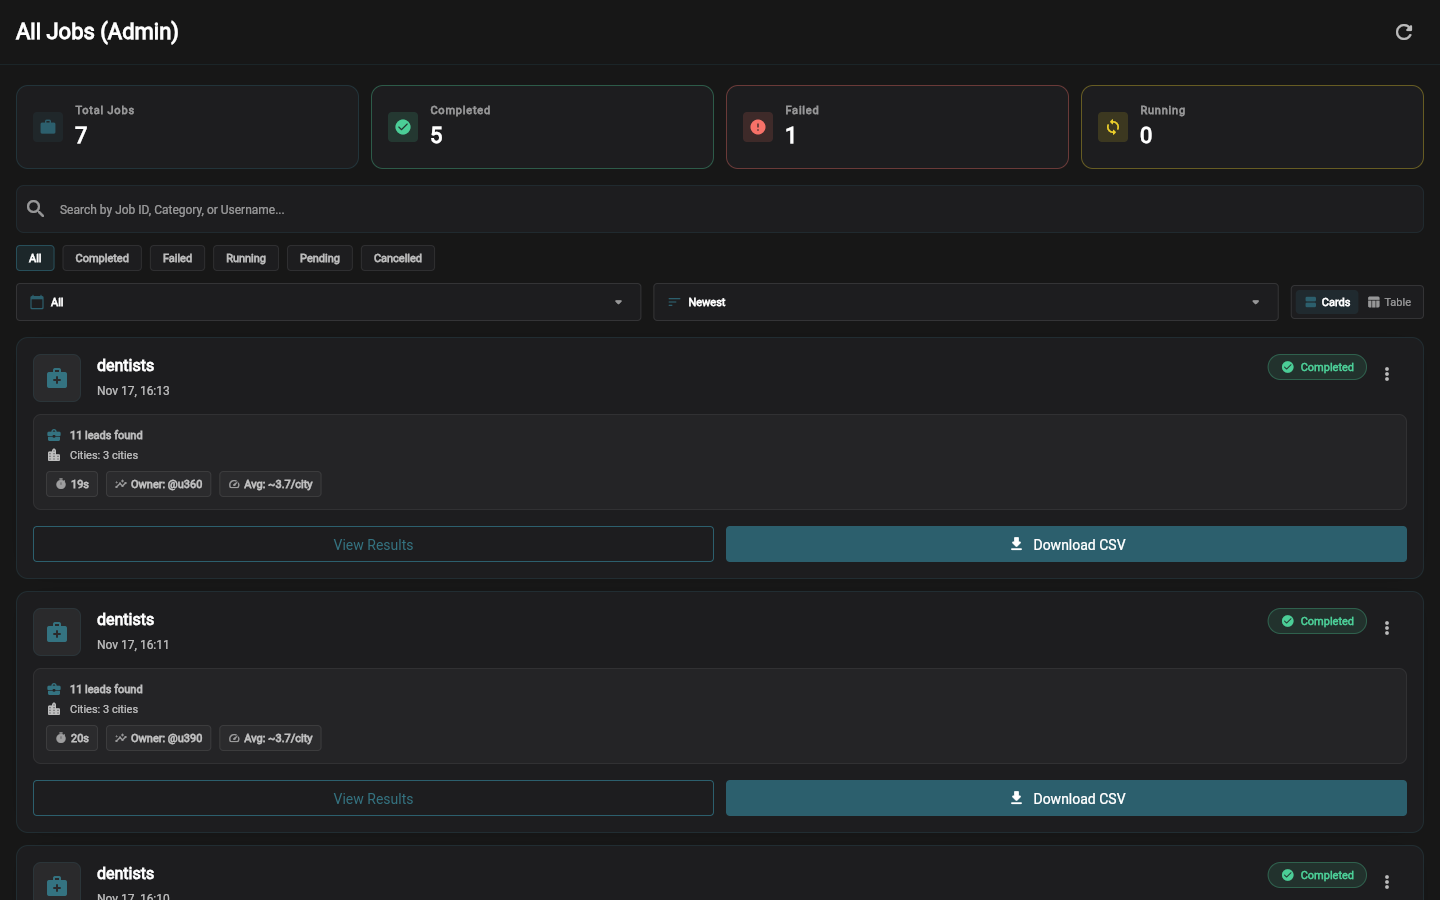 All Jobs (Admin)
Total Jobs
7
Completed
5
Failed
1
Running
0
Search by Job ID, Category, or Username...
All
Completed
Failed
Running
Pending
Cancelled
All
Newest
Cards
Table
dentists
Completed
Nov 17, 16:13
11 leads found
Cities: 3 cities
19s
Owner: @u360
Avg: ~3.7/city
View Results
Download CSV
dentists
Completed
Nov 17, 16:11
11 leads found
Cities: 3 cities
20s
Owner: @u390
Avg: ~3.7/city
View Results
Download CSV
dentists
Completed
Nov 17, 16:10